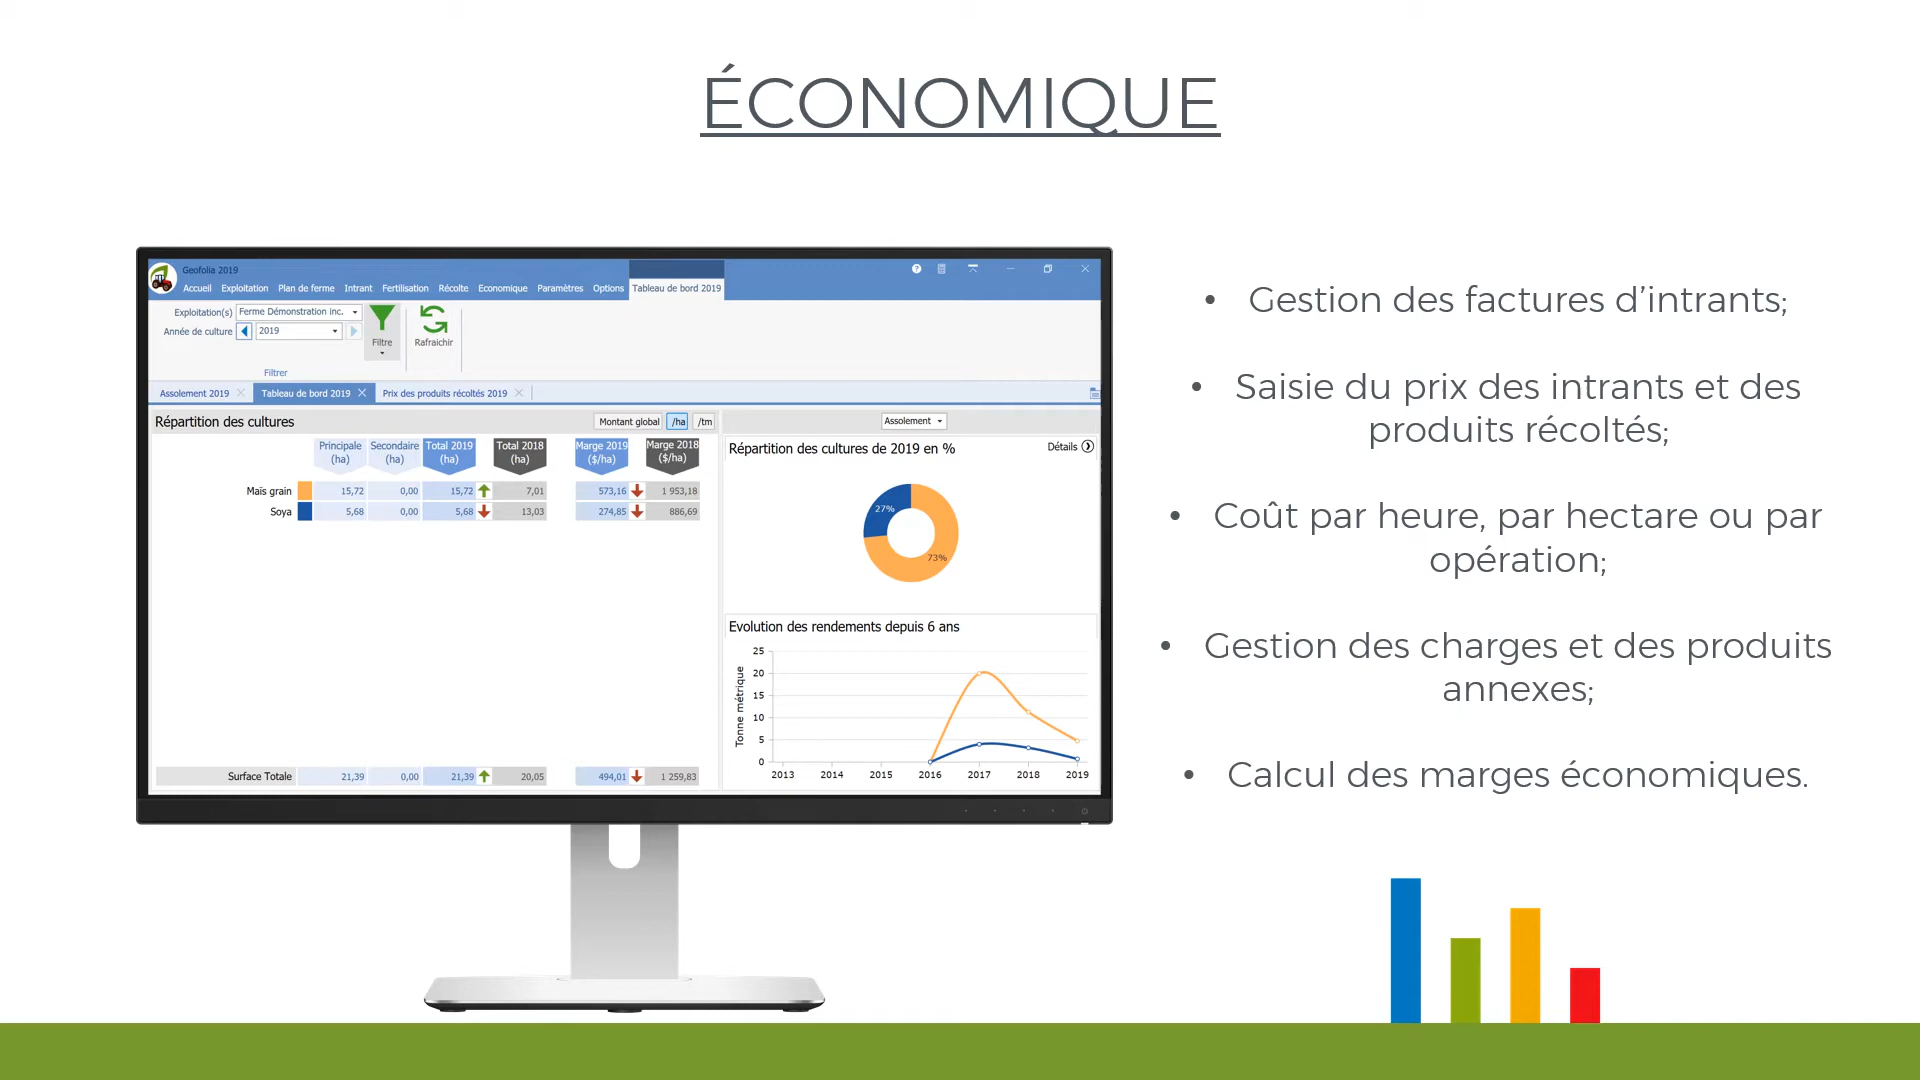 ÉCONOMIQUE
Geofolia 2019
Accueil Exploitation Plan de ferme Intrant Fertilisation Récolte Economique Paramètres Options Tableau de bord 2019
Exploitation(s) Ferme Démonstration inc.
Année de culture 2019
Filtre Rafraichir
Filtrer
Assolement 2019 Tableau de bord 2019 Prix des produits récoltés 2019
Répartition des cultures Montant global /ha /tm
Principale (ha) Secondaire (ha) Total 2019 (ha) Total 2018 (ha) Marge 2019 ($/ha) Marge 2018 ($/ha)
Maïs grain 15,72 0,00 15,72 7,01 573,16 1 953,18
Soya 5,68 0,00 5,68 13,03 274,85 886,69
Surface Totale 21,39 0,00 21,39 20,05 494,01 1 259,83
Assolement
Répartition des cultures de 2019 en % Détails
27%
73%
Evolution des rendements depuis 6 ans
Tonne métrique
25
20
15
10
5
0
2013 2014 2015 2016 2017 2018 2019
• Gestion des factures d'intrants;
• Saisie du prix des intrants et des
produits récoltés;
• Coût par heure, par hectare ou par
opération;
• Gestion des charges et des produits
annexes;
• Calcul des marges économiques.